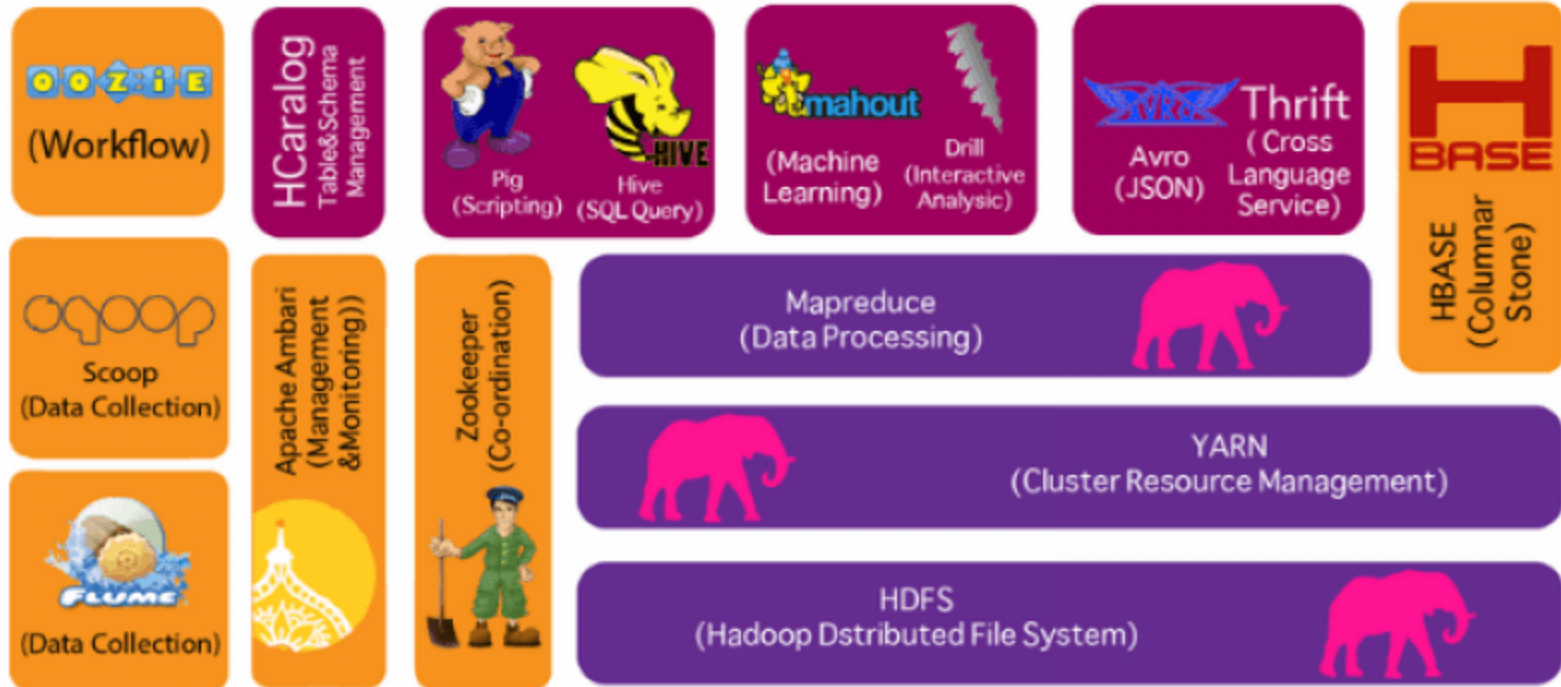 OOZiE
(Workflow)
HCaralog
Table&Schema
Management
Pig
(Scripting)
HIVE
Hive
(SQL Query)
mahout
(Machine
Learning)
Drill
(Interactive
Analysic)
AVRO
Avro
(JSON)
Thrift
( Cross
Language
Service)
H
BASE
HBASE
(Columnar
Stone)
sqoop
Scoop
(Data Collection)
Apache Ambari
(Management
&Monitoring))
Zookeeper
(Co-ordination)
Mapreduce
(Data Processing)
YARN
(Cluster Resource Management)
FLUME
(Data Collection)
HDFS
(Hadoop Dstributed File System)